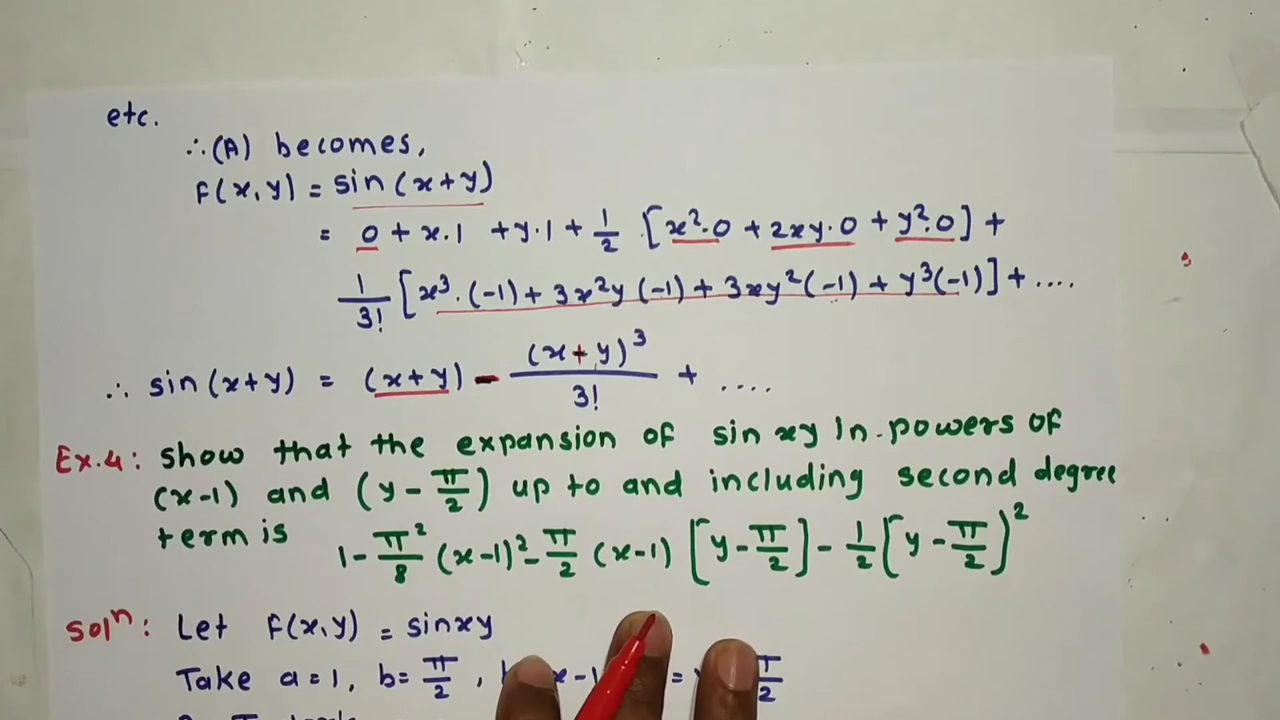 etc.
∴(A) becomes,
f(x,y) = sin(x+y)
= 0 + x.1 + y.1 + 1/2 [x².0 + 2xy.0 + y².0] +
1/3! [x³.(-1) + 3x²y(-1) + 3xy²(-1) + y³(-1)] + ....
∴ sin(x+y) = (x+y) - (x+y)³/3! + ....
Ex.4: Show that the expansion of sin xy in powers of
(x-1) and (y - π/2) up to and including second degree
term is 1 - π²/8 (x-1)² - π/2 (x-1) [y - π/2] - 1/2 [y - π/2]²
Solⁿ: Let f(x,y) = sinxy
Take a=1, b=π/2, x-1 = π/2